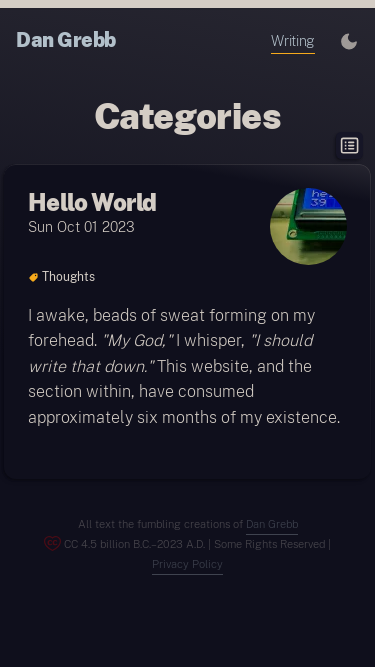 Dan Grebb
Writing
Categories
Hello World
Sun Oct 01 2023
Thoughts
I awake, beads of sweat forming on my
forehead. "My God," I whisper, "I should
write that down." This website, and the
section within, have consumed
approximately six months of my existence.
All text the fumbling creations of Dan Grebb
CC 4.5 billion B.C.–2023 A.D. | Some Rights Reserved |
Privacy Policy